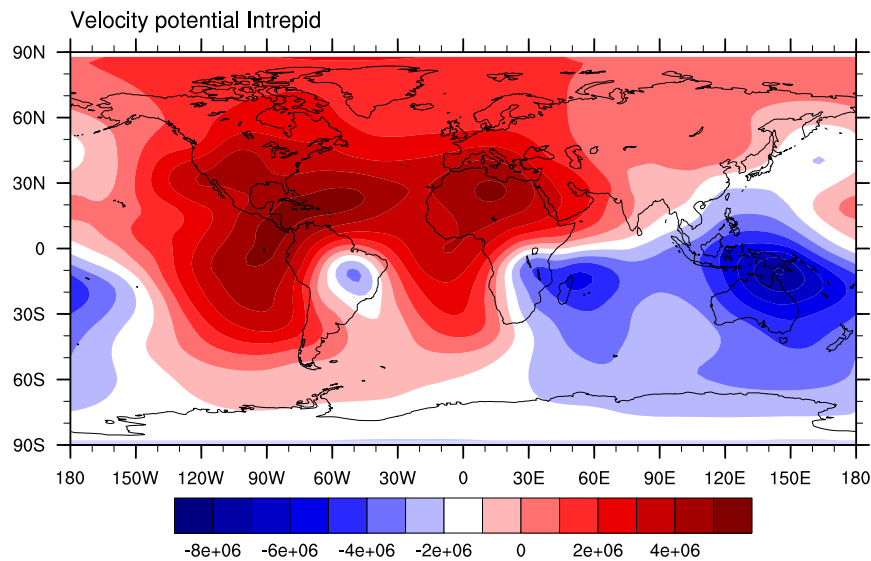 Velocity potential Intrepid
90N
60N
30N
0
30S
60S
90S
180 150W 120W 90W 60W 30W 0 30E 60E 90E 120E 150E 180
-8e+06 -6e+06 -4e+06 -2e+06 0 2e+06 4e+06